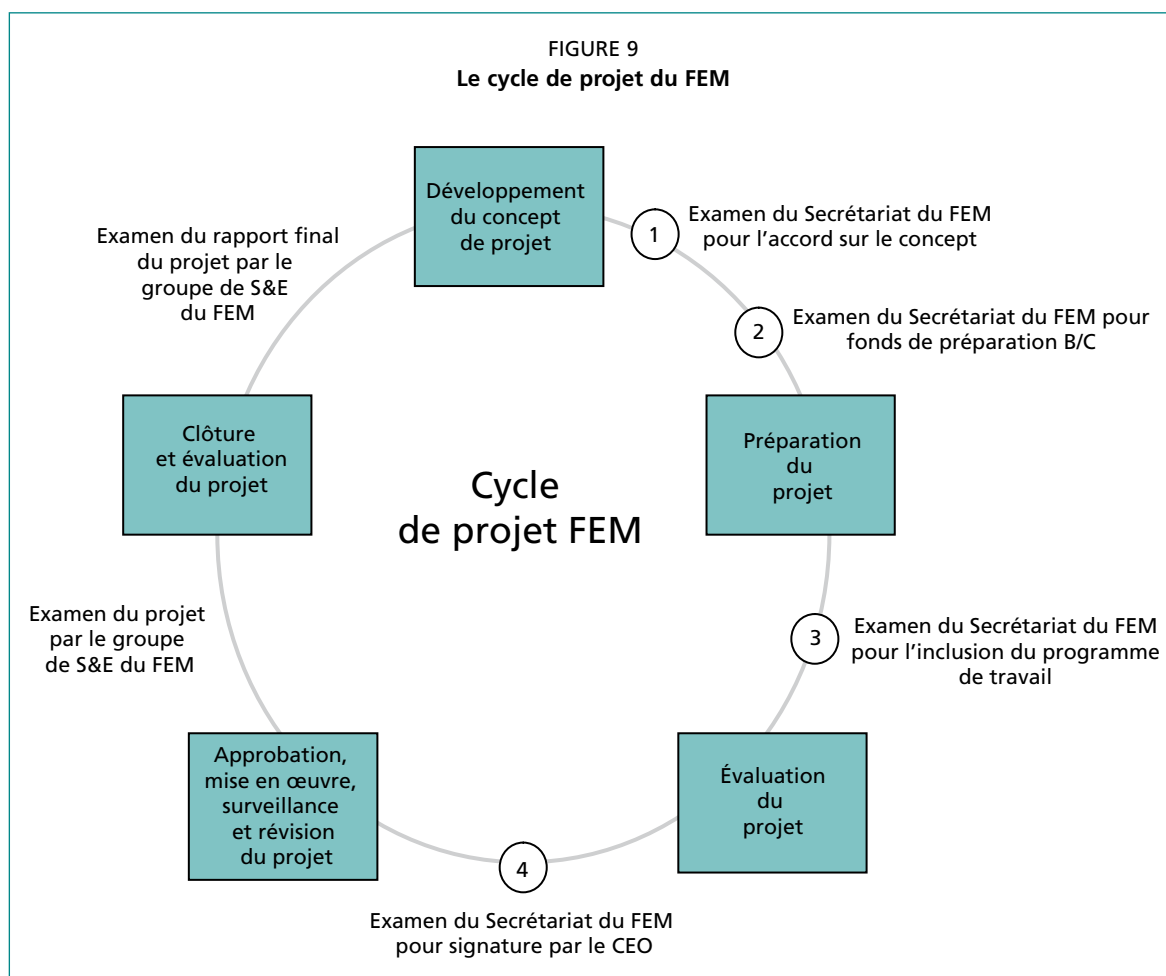 FIGURE 9
Le cycle de projet du FEM
Développement
du concept
de projet
1
Examen du Secrétariat du FEM
pour l'accord sur le concept
2
Examen du Secrétariat du FEM pour
fonds de préparation B/C
Préparation
du
projet
3
Examen du Secrétariat du FEM
pour l'inclusion du programme
de travail
Évaluation
du
projet
4
Examen du Secrétariat du FEM
pour signature par le CEO
Approbation,
mise en œuvre,
surveillance
et révision
du projet
Examen du projet
par le groupe
de S&E du FEM
Clôture
et évaluation
du projet
Examen du rapport final
du projet par le
groupe de S&E
du FEM
Cycle
de projet FEM